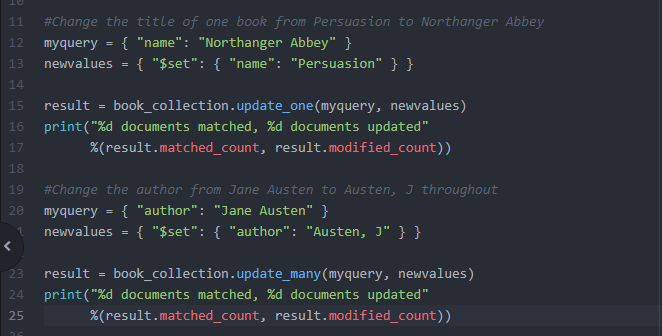 11 #Change the title of one book from Persuasion to Northanger Abbey
12 myquery = { "name": "Northanger Abbey" }
13 newvalues = { "$set": { "name": "Persuasion" } }
14
15 result = book_collection.update_one(myquery, newvalues)
16 print("%d documents matched, %d documents updated"
17 %(result.matched_count, result.modified_count))
18
19 #Change the author from Jane Austen to Austen, J throughout
20 myquery = { "author": "Jane Austen" }
1 newvalues = { "$set": { "author": "Austen, J" } }
23 result = book_collection.update_many(myquery, newvalues)
24 print("%d documents matched, %d documents updated"
25 %(result.matched_count, result.modified_count))